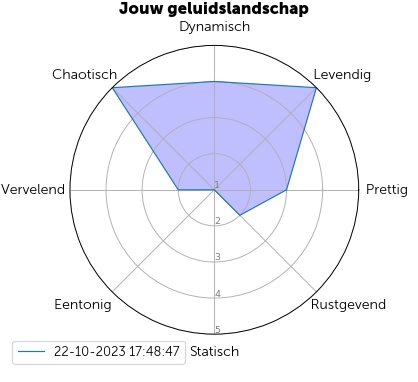 Jouw geluidslandschap
Dynamisch
Chaotisch
Levendig
Vervelend
1
Prettig
2
3
4
Eentonig
Rustgevend
5
22-10-2023 17:48:47
Statisch